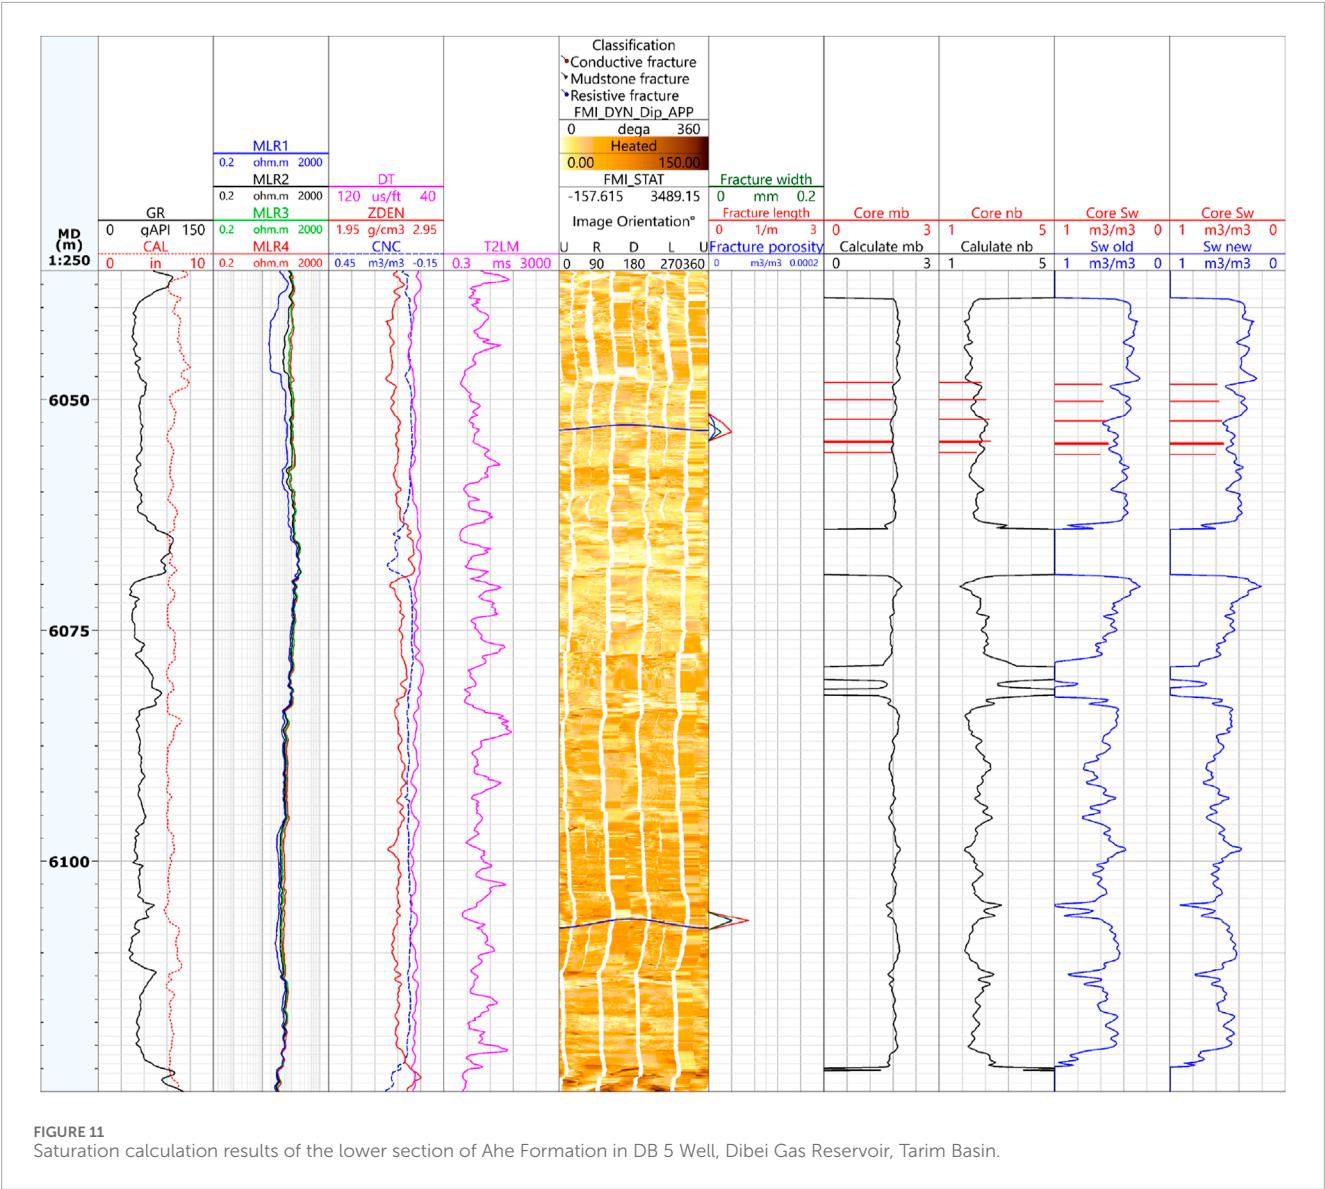 Classification
Conductive fracture
Mudstone fracture
Resistive fracture
FMI_DYN_Dip_APP
0 dega 360
Heated
0.00 150.00
FMI_STAT
-157.615 3489.15
Image Orientation°
U R D L U
0 90 180 270 360
MD
(m)
1:250
GR
0 gAPI 150
CAL
0 in 10
MLR1
0.2 ohm.m 2000
MLR2
0.2 ohm.m 2000
MLR3
0.2 ohm.m 2000
MLR4
0.2 ohm.m 2000
DT
120 us/ft 40
ZDEN
1.95 g/cm3 2.95
CNC
0.45 m3/m3 -0.15
T2LM
0.3 ms 3000
Fracture width
0 mm 0.2
Fracture length
0 1/m 3
Fracture porosity
0 m3/m3 0.0002
Core mb
0 3
Calculate mb
0 3
Core nb
1 5
Calulate nb
1 5
Core Sw
1 m3/m3 0
Sw old
1 m3/m3 0
Core Sw
1 m3/m3 0
Sw new
1 m3/m3 0
6050
6075
6100
FIGURE 11
Saturation calculation results of the lower section of Ahe Formation in DB 5 Well, Dibei Gas Reservoir, Tarim Basin.